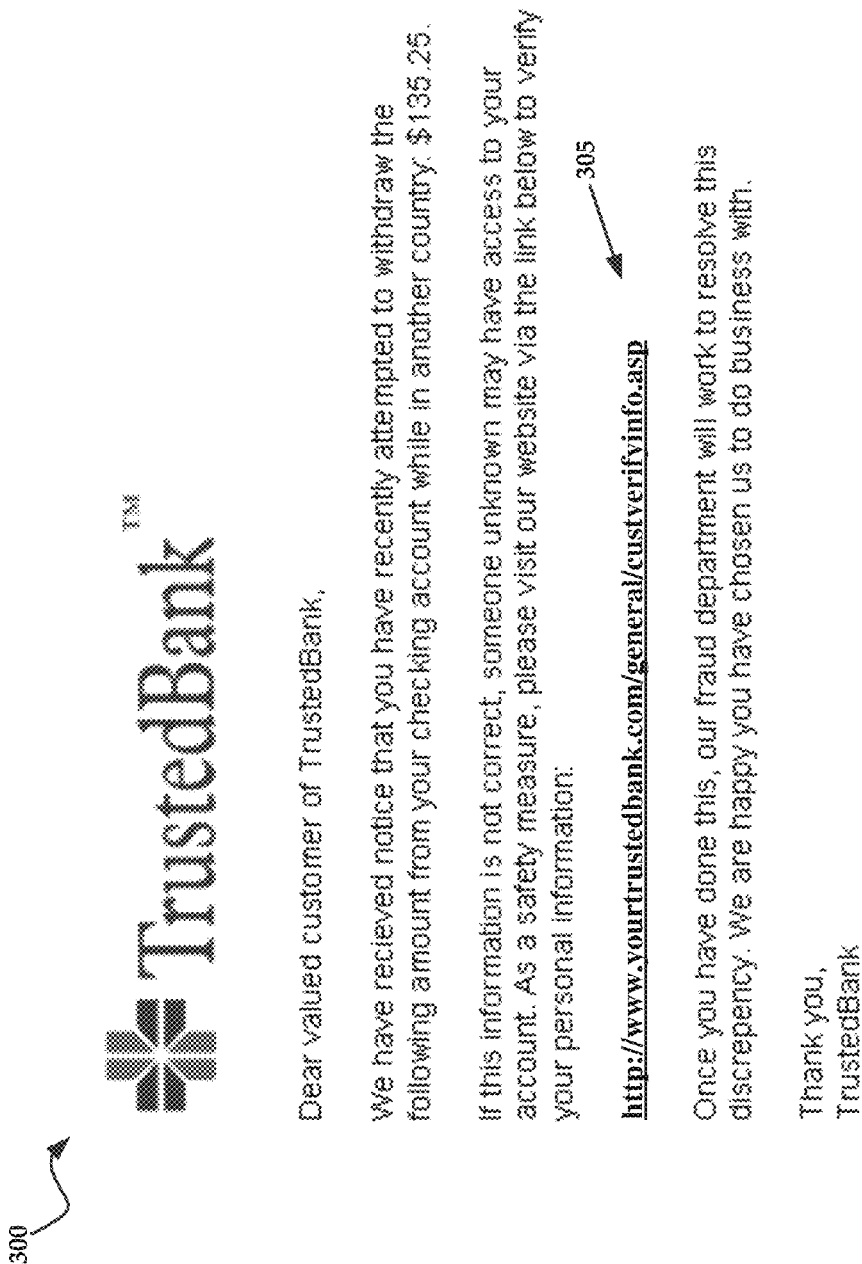 300
TrustedBank™
Dear valued customer of TrustedBank,
We have recieved notice that you have recently attempted to withdraw the
following amount from your checking account while in another country: $135.25.
If this information is not correct, someone unknown may have access to your
account. As a safety measure, please visit our website via the link below to verify
your personal information:
305
http://www.yourtrustedbank.com/general/custverifyinfo.asp
Once you have done this, our fraud department will work to resolve this
discrepency. We are happy you have chosen us to do business with.
Thank you,
TrustedBank